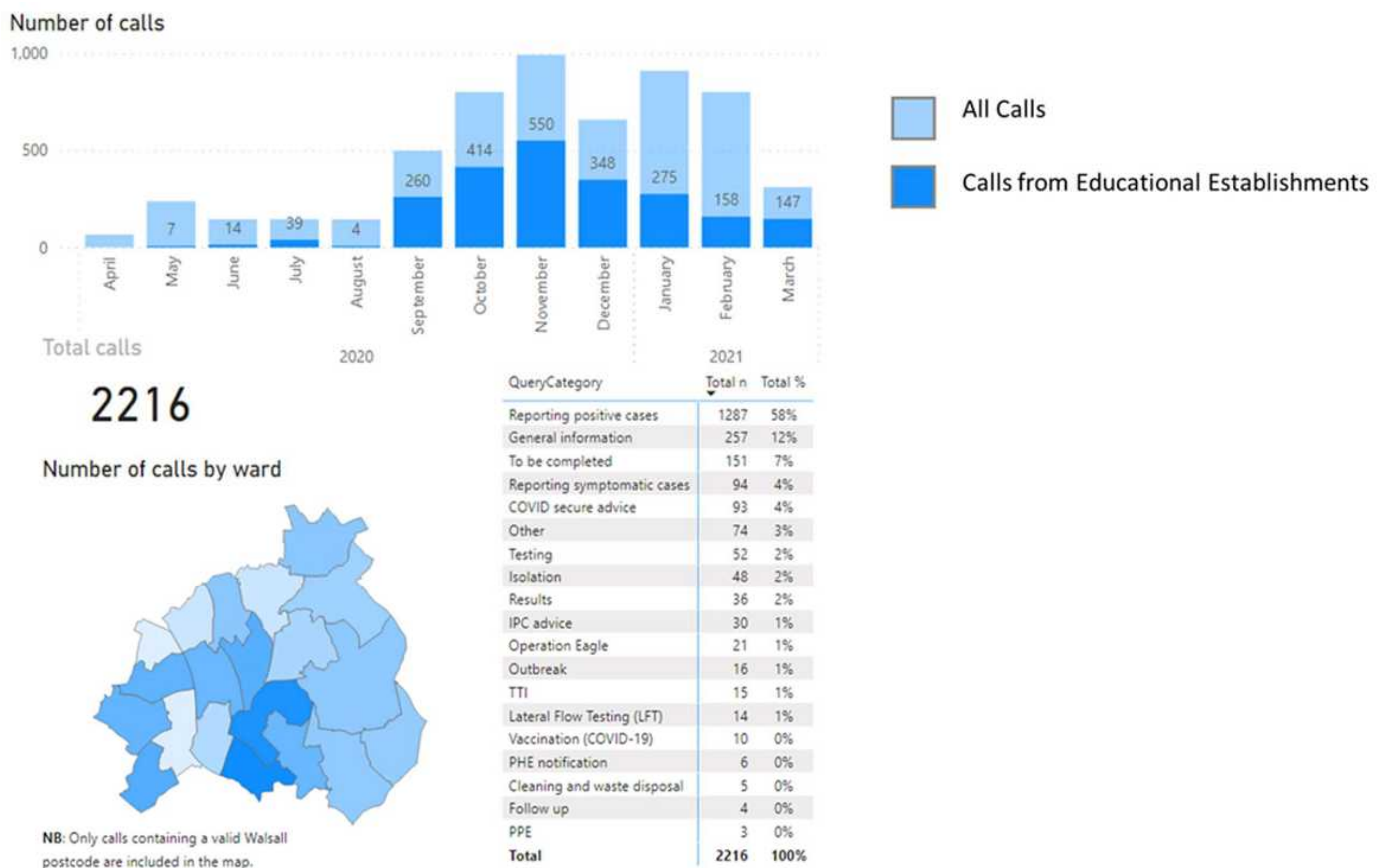 Number of calls
1,000
500
0
7
14
39
4
260
414
550
348
275
158
147
April
May
June
July
August
September
October
November
December
January
February
March
2020
2021
All Calls
Calls from Educational Establishments
Total calls
2216
Number of calls by ward
NB: Only calls containing a valid Walsall
postcode are included in the map.
QueryCategory Total n Total %
Reporting positive cases 1287 58%
General information 257 12%
To be completed 151 7%
Reporting symptomatic cases 94 4%
COVID secure advice 93 4%
Other 74 3%
Testing 52 2%
Isolation 48 2%
Results 36 2%
IPC advice 30 1%
Operation Eagle 21 1%
Outbreak 16 1%
TTI 15 1%
Lateral Flow Testing (LFT) 14 1%
Vaccination (COVID-19) 10 0%
PHE notification 6 0%
Cleaning and waste disposal 5 0%
Follow up 4 0%
PPE 3 0%
Total 2216 100%